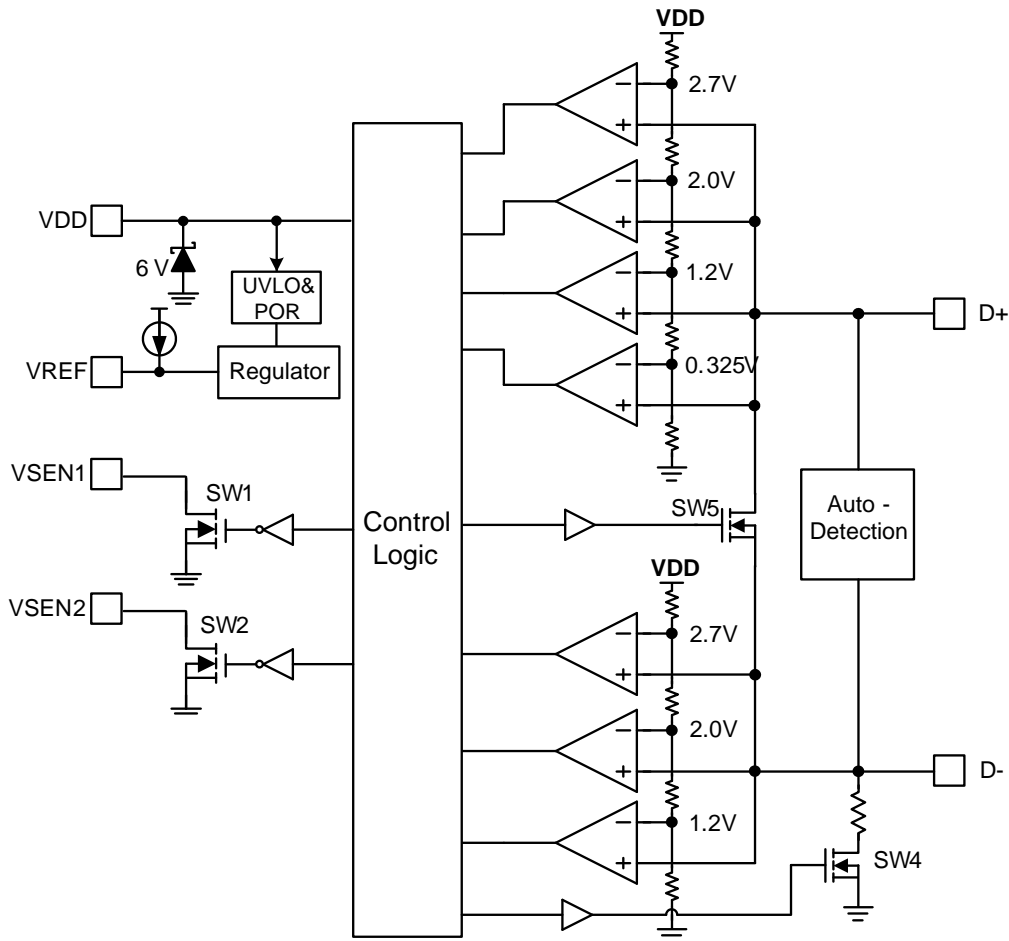 VDD
2.7V
2.0V
VDD
6 V
1.2V
UVLO&
POR
D+
VREF
Regulator
0.325V
VSEN1
SW1
Control
Logic
SW5
Auto -
Detection
VDD
VSEN2
SW2
2.7V
2.0V
D-
1.2V
SW4